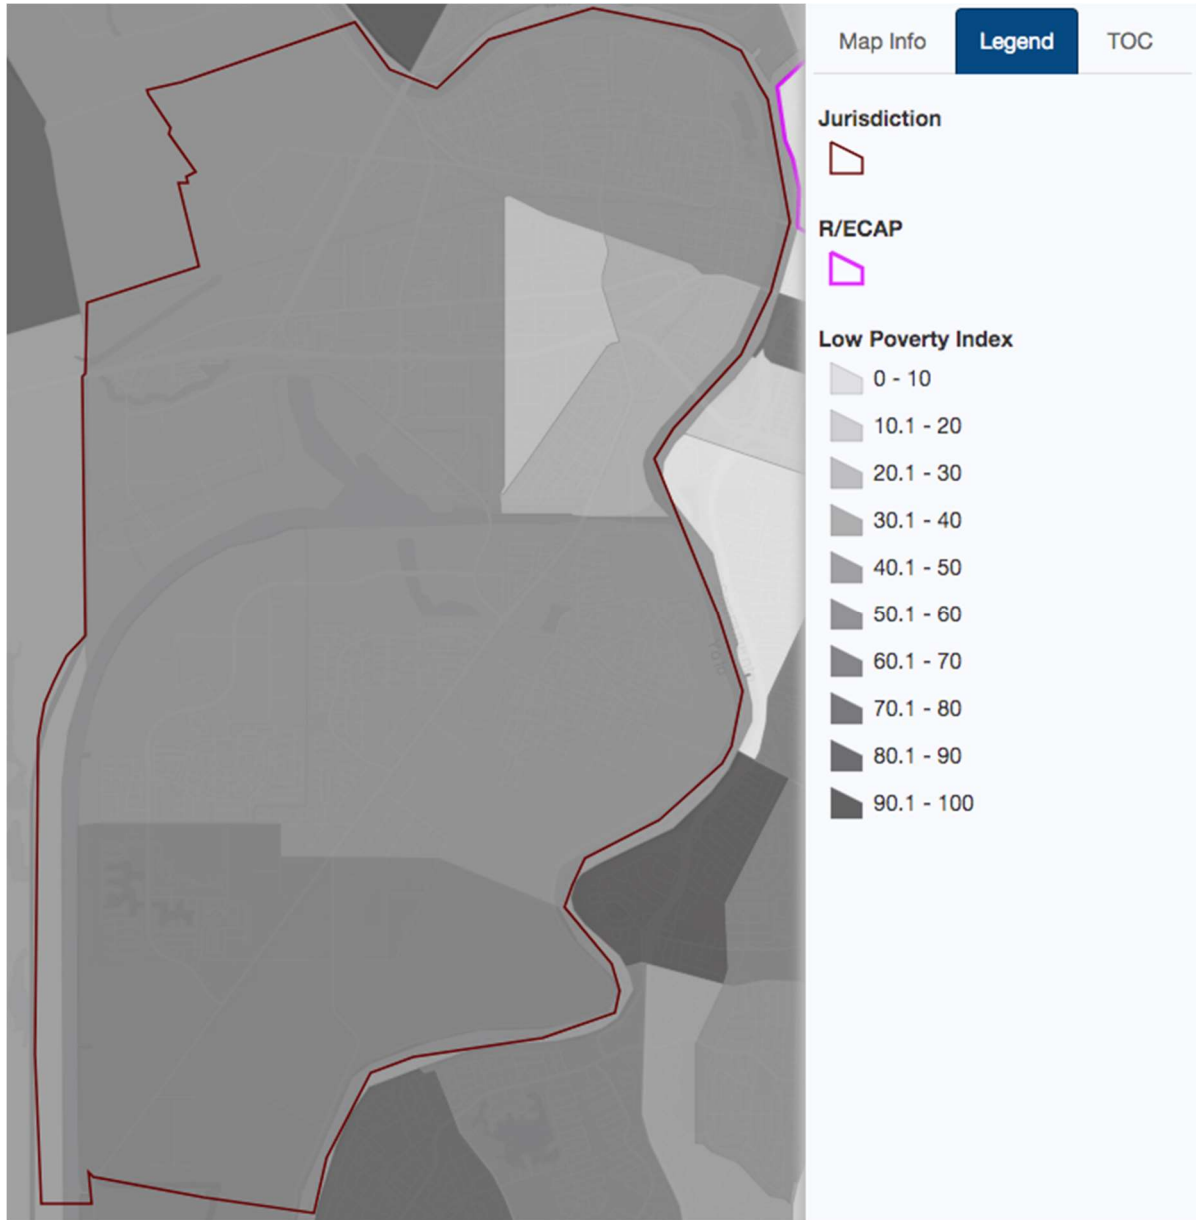 Map Info Legend TOC
Jurisdiction
R/ECAP
Low Poverty Index
0 - 10
10.1 - 20
20.1 - 30
30.1 - 40
40.1 - 50
50.1 - 60
60.1 - 70
70.1 - 80
80.1 - 90
90.1 - 100